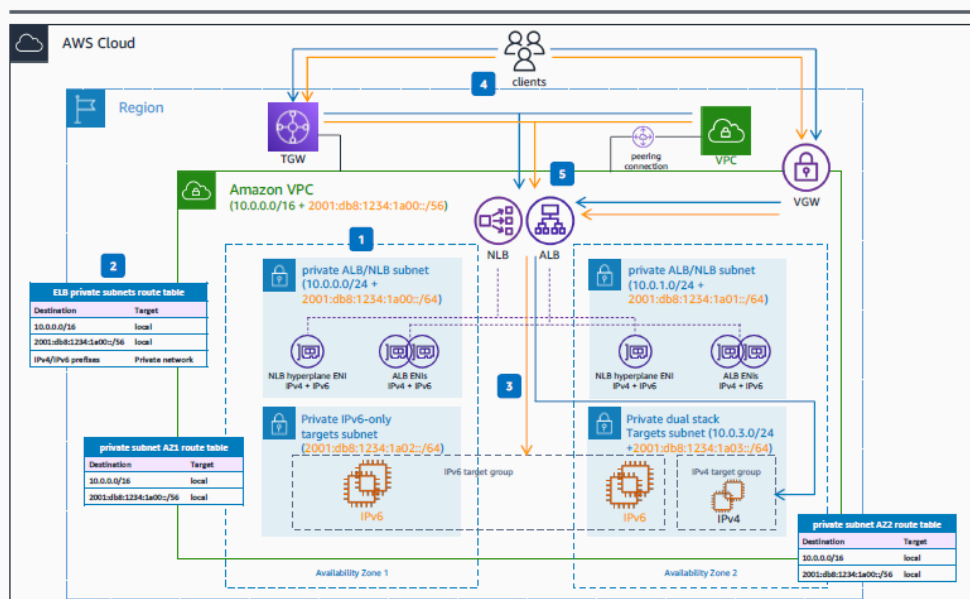 AWS Cloud
clients
4
Region
TGW
peering
connection
VPC
VGW
5
Amazon VPC
(10.0.0.0/16 + 2001:db8:1234:1a00::/56)
NLB
ALB
1
2
private ALB/NLB subnet
(10.0.0.0/24 +
2001:db8:1234:1a00::/64)
private ALB/NLB subnet
(10.0.1.0/24 +
2001:db8:1234:1a01::/64)
ELB private subnets route table
Destination Target
10.0.0.0/16 local
2001:db8:1234:1a00::/56 local
IPv4/IPv6 prefixes Private network
NLB hyperplane ENI
IPv4 + IPv6
ALB ENIs
IPv4 + IPv6
NLB hyperplane ENI
IPv4 + IPv6
ALB ENIs
IPv4 + IPv6
3
Private IPv6-only
targets subnet
(2001:db8:1234:1a02::/64)
Private dual stack
Targets subnet (10.0.3.0/24
+2001:db8:1234:1a03::/64)
private subnet AZ1 route table
Destination Target
10.0.0.0/16 local
2001:db8:1234:1a00::/56 local
IPv6 target group
IPv4 target group
IPv6
IPv6
IPv4
private subnet AZ2 route table
Destination Target
10.0.0.0/16 local
2001:db8:1234:1a00::/56 local
Availability Zone 1
Availability Zone 2